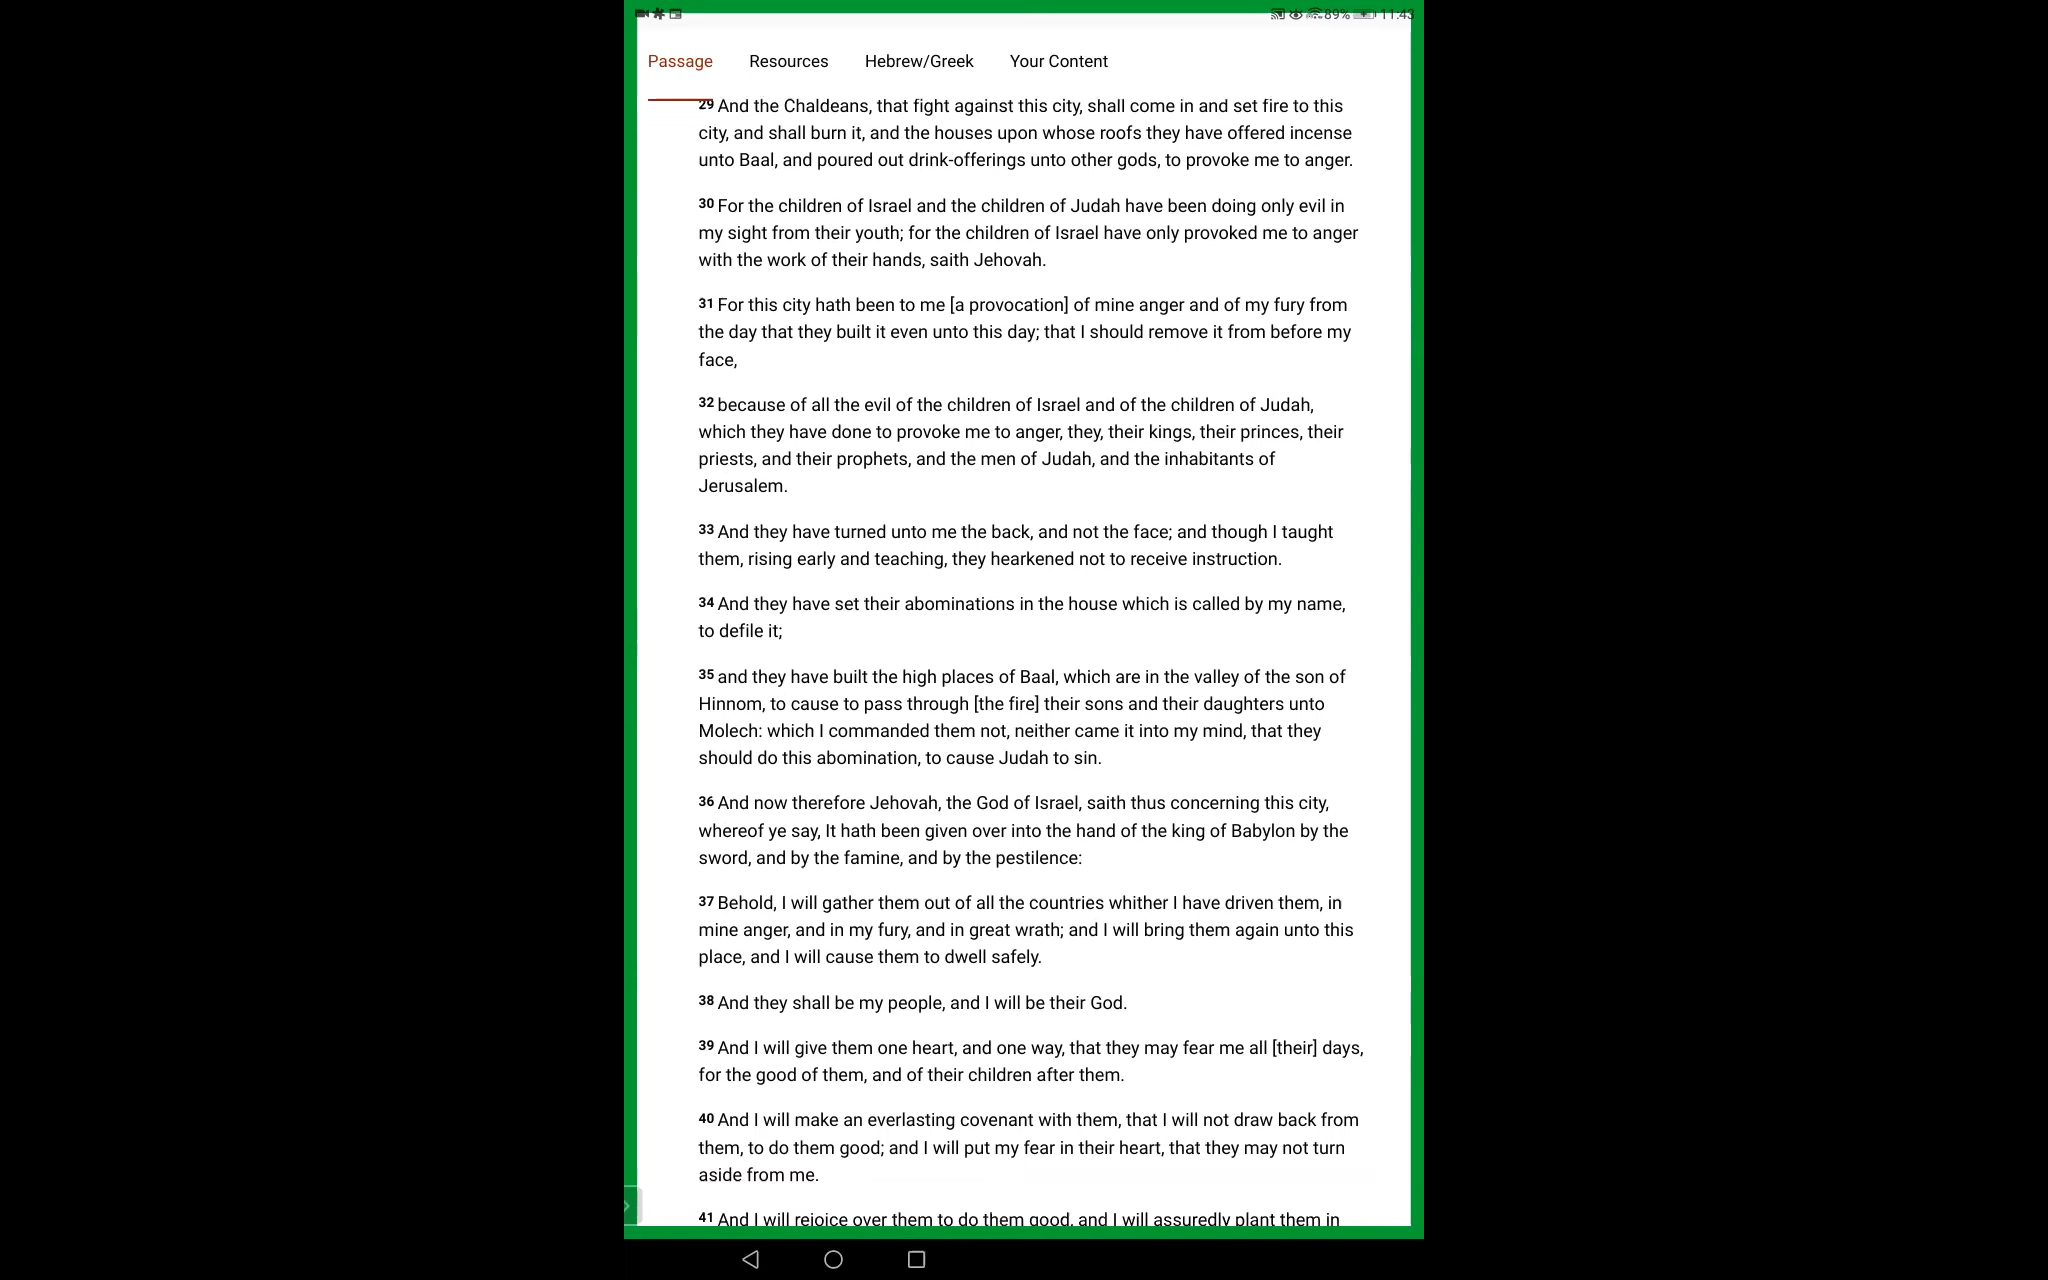 89% 11:43
Passage Resources Hebrew/Greek Your Content
29 And the Chaldeans, that fight against this city, shall come in and set fire to this
city, and shall burn it, and the houses upon whose roofs they have offered incense
unto Baal, and poured out drink-offerings unto other gods, to provoke me to anger.
30 For the children of Israel and the children of Judah have been doing only evil in
my sight from their youth; for the children of Israel have only provoked me to anger
with the work of their hands, saith Jehovah.
31 For this city hath been to me [a provocation] of mine anger and of my fury from
the day that they built it even unto this day; that I should remove it from before my
face,
32 because of all the evil of the children of Israel and of the children of Judah,
which they have done to provoke me to anger, they, their kings, their princes, their
priests, and their prophets, and the men of Judah, and the inhabitants of
Jerusalem.
33 And they have turned unto me the back, and not the face; and though I taught
them, rising early and teaching, they hearkened not to receive instruction.
34 And they have set their abominations in the house which is called by my name,
to defile it;
35 and they have built the high places of Baal, which are in the valley of the son of
Hinnom, to cause to pass through [the fire] their sons and their daughters unto
Molech: which I commanded them not, neither came it into my mind, that they
should do this abomination, to cause Judah to sin.
36 And now therefore Jehovah, the God of Israel, saith thus concerning this city,
whereof ye say, It hath been given over into the hand of the king of Babylon by the
sword, and by the famine, and by the pestilence:
37 Behold, I will gather them out of all the countries whither I have driven them, in
mine anger, and in my fury, and in great wrath; and I will bring them again unto this
place, and I will cause them to dwell safely.
38 And they shall be my people, and I will be their God.
39 And I will give them one heart, and one way, that they may fear me all [their] days,
for the good of them, and of their children after them.
40 And I will make an everlasting covenant with them, that I will not draw back from
them, to do them good; and I will put my fear in their heart, that they may not turn
aside from me.
41 And I will rejoice over them to do them good, and I will assuredly plant them in